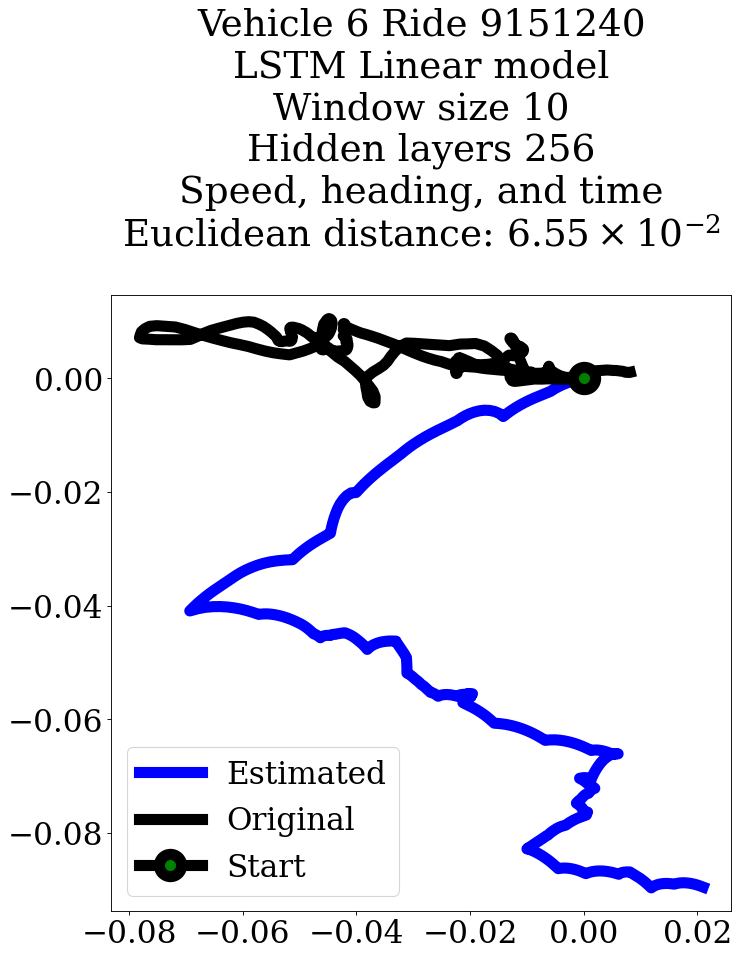 Vehicle 6 Ride 9151240
LSTM Linear model
Window size 10
Hidden layers 256
Speed, heading, and time
Euclidean distance: 6.55 × 10⁻²
0.00
−0.02
−0.04
−0.06
−0.08
Estimated
Original
Start
−0.08 −0.06 −0.04 −0.02 0.00 0.02